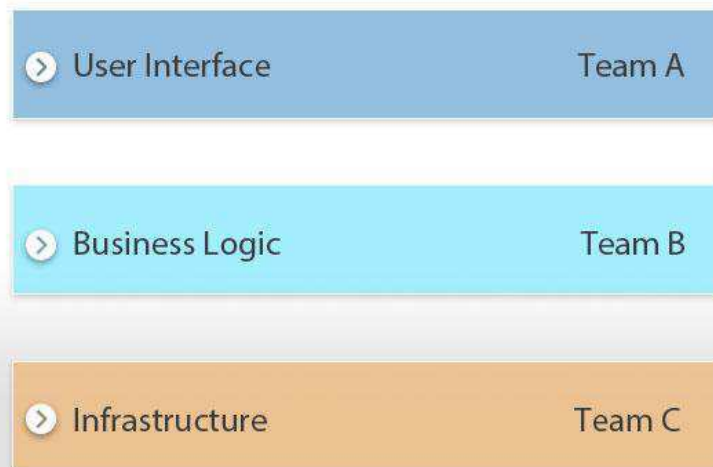 User Interface Team A
Business Logic Team B
Infrastructure Team C